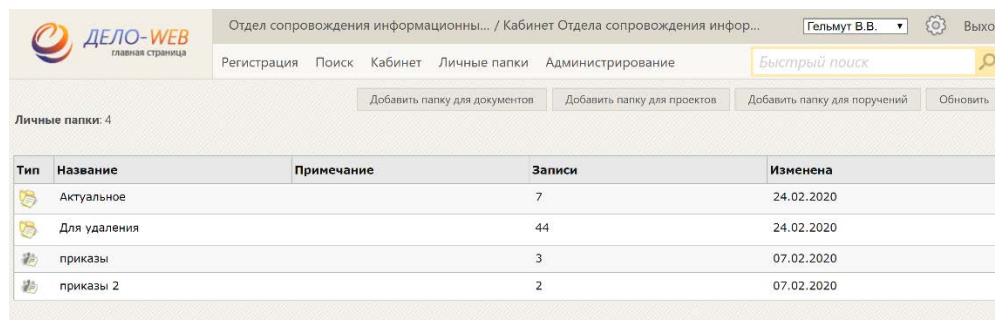 ДЕЛО-WEB
главная страница
Отдел сопровождения информационны... / Кабинет Отдела сопровождения инфор...
Гельмут В.В.
Выхо
Регистрация Поиск Кабинет Личные папки Администрирование
Быстрый поиск
Добавить папку для документов Добавить папку для проектов Добавить папку для поручений Обновить
Личные папки: 4
Тип Название Примечание Записи Изменена
Актуальное 7 24.02.2020
Для удаления 44 24.02.2020
приказы 3 07.02.2020
приказы 2 2 07.02.2020